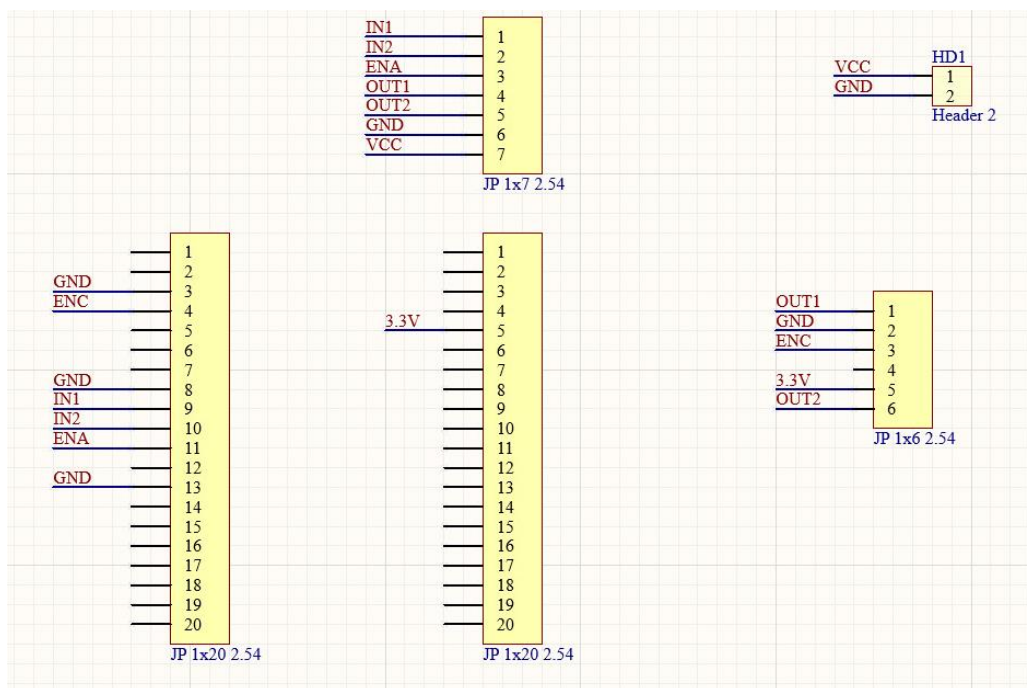 IN1
IN2
ENA
OUT1
OUT2
GND
VCC
1
2
3
4
5
6
7
JP 1x7 2.54
HD1
VCC
GND
1
2
Header 2
GND
ENC
GND
IN1
IN2
ENA
GND
1
2
3
4
5
6
7
8
9
10
11
12
13
14
15
16
17
18
19
20
JP 1x20 2.54
3.3V
1
2
3
4
5
6
7
8
9
10
11
12
13
14
15
16
17
18
19
20
JP 1x20 2.54
OUT1
GND
ENC
3.3V
OUT2
1
2
3
4
5
6
JP 1x6 2.54